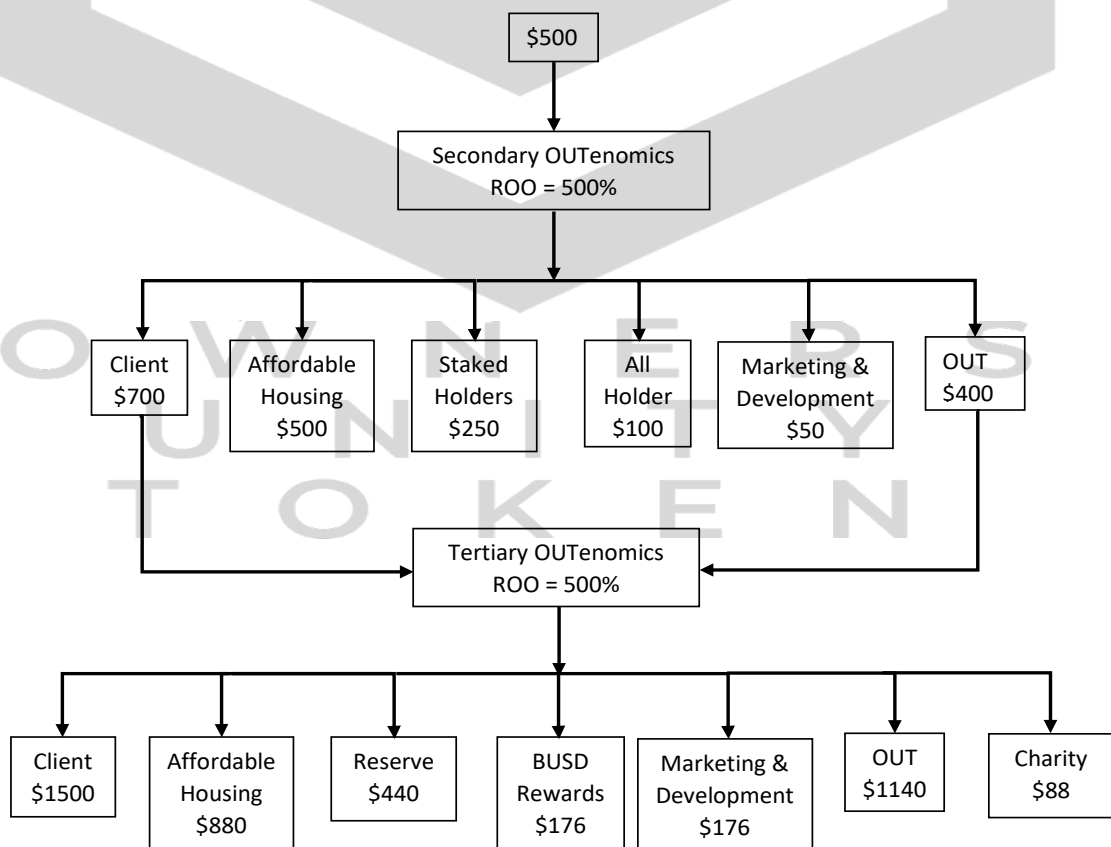 $500
Secondary OUTenomics
ROO = 500%
Client
$700
Affordable
Housing
$500
Staked
Holders
$250
All
Holder
$100
Marketing &
Development
$50
OUT
$400
OWNERS
UNITY
TOKEN
Tertiary OUTenomics
ROO = 500%
Client
$1500
Affordable
Housing
$880
Reserve
$440
BUSD
Rewards
$176
Marketing &
Development
$176
OUT
$1140
Charity
$88